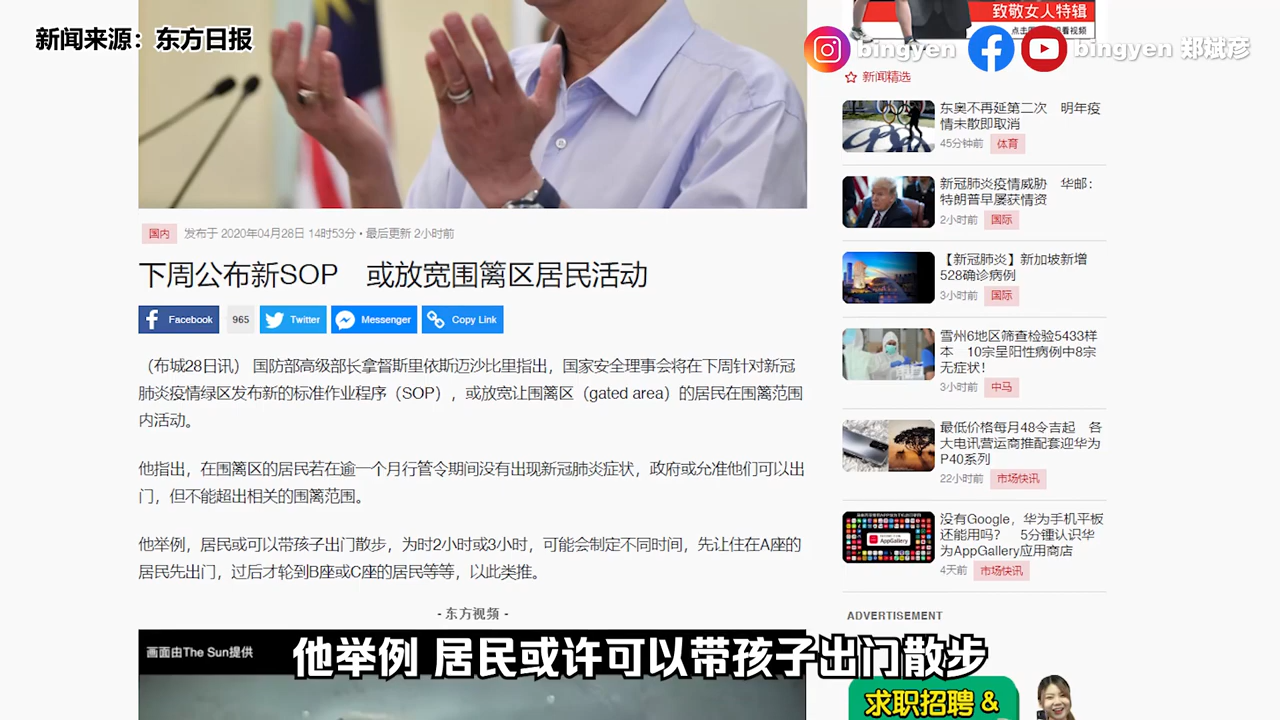 新闻来源：东方日报
致敬女人特辑
bingyen
bingyen 郑斌彦
新闻精选
东奥不再延第二次 明年疫
情未散即取消
45分钟前 体育
新冠肺炎疫情威胁 华邮：
特朗普早屡获情资
2小时前 国际
【新冠肺炎】新加坡新增
528确诊病例
3小时前 国际
雪州6地区筛查检验5433样
本 10宗呈阳性病例中8宗
无症状！
3小时前 中马
最低价格每月48令吉起 各
大电讯营运商推配套迎华为
P40系列
22小时前 市场快讯
AppGallery
没有Google，华为手机平板
还能用吗？ 5分锺认识华
为AppGallery应用商店
4天前 市场快讯
ADVERTISEMENT
求职招聘 &
国内 发布于 2020年04月28日 14时53分 • 最后更新 2小时前
下周公布新SOP 或放宽围篱区居民活动
Facebook 965 Twitter Messenger Copy Link
（布城28日讯） 国防部高级部长拿督斯里依斯迈沙比里指出，国家安全理事会将在下周针对新冠
肺炎疫情绿区发布新的标准作业程序（SOP），或放宽让围篱区（gated area）的居民在围篱范围
内活动。
他指出，在围篱区的居民若在逾一个月行管令期间没有出现新冠肺炎症状，政府或允准他们可以出
门，但不能超出相关的围篱范围。
他举例，居民或可以带孩子出门散步，为时2小时或3小时，可能会制定不同时间，先让住在A座的
居民先出门，过后才轮到B座或C座的居民等等，以此类推。
- 东方视频 -
画面由The Sun提供
他举例 居民或许可以带孩子出门散步